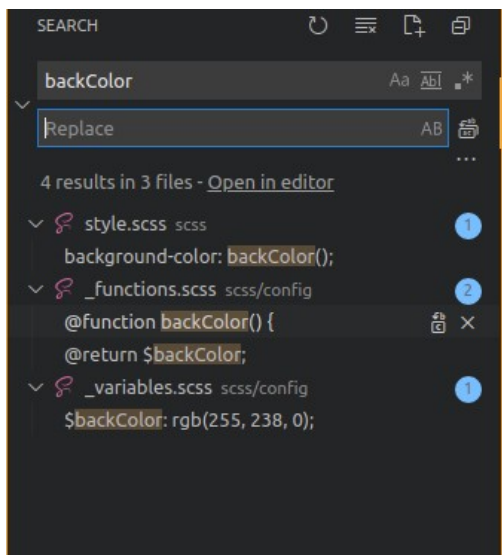 SEARCH
backColor Aa Abl .*
Replace AB
4 results in 3 files - Open in editor
style.scss scss 1
background-color: backColor();
_functions.scss scss/config 2
@function backColor() {
@return $backColor;
_variables.scss scss/config 1
$backColor: rgb(255, 238, 0);